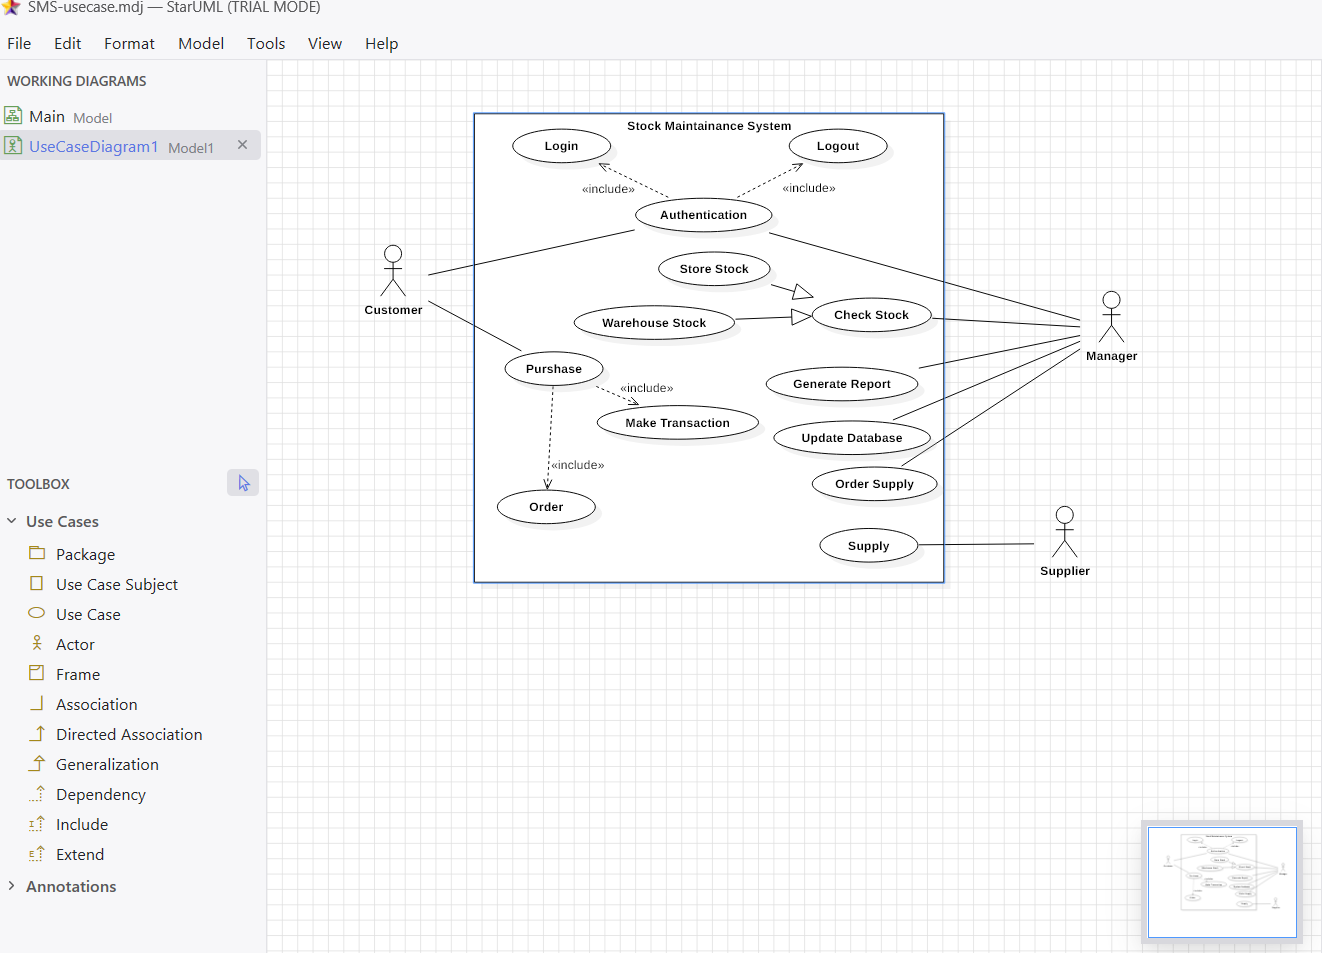 SMS-usecase.mdj — StarUML (TRIAL MODE)
File Edit Format Model Tools View Help
WORKING DIAGRAMS
Main Model
UseCaseDiagram1 Model1
TOOLBOX
Use Cases
Package
Use Case Subject
Use Case
Actor
Frame
Association
Directed Association
Generalization
Dependency
Include
Extend
Annotations
Stock Maintainance System
Login
Logout
«include»
«include»
Authentication
Store Stock
Customer
Warehouse Stock
Check Stock
Manager
Purshase
Generate Report
«include»
Make Transaction
Update Database
«include»
Order Supply
Order
Supply
Supplier